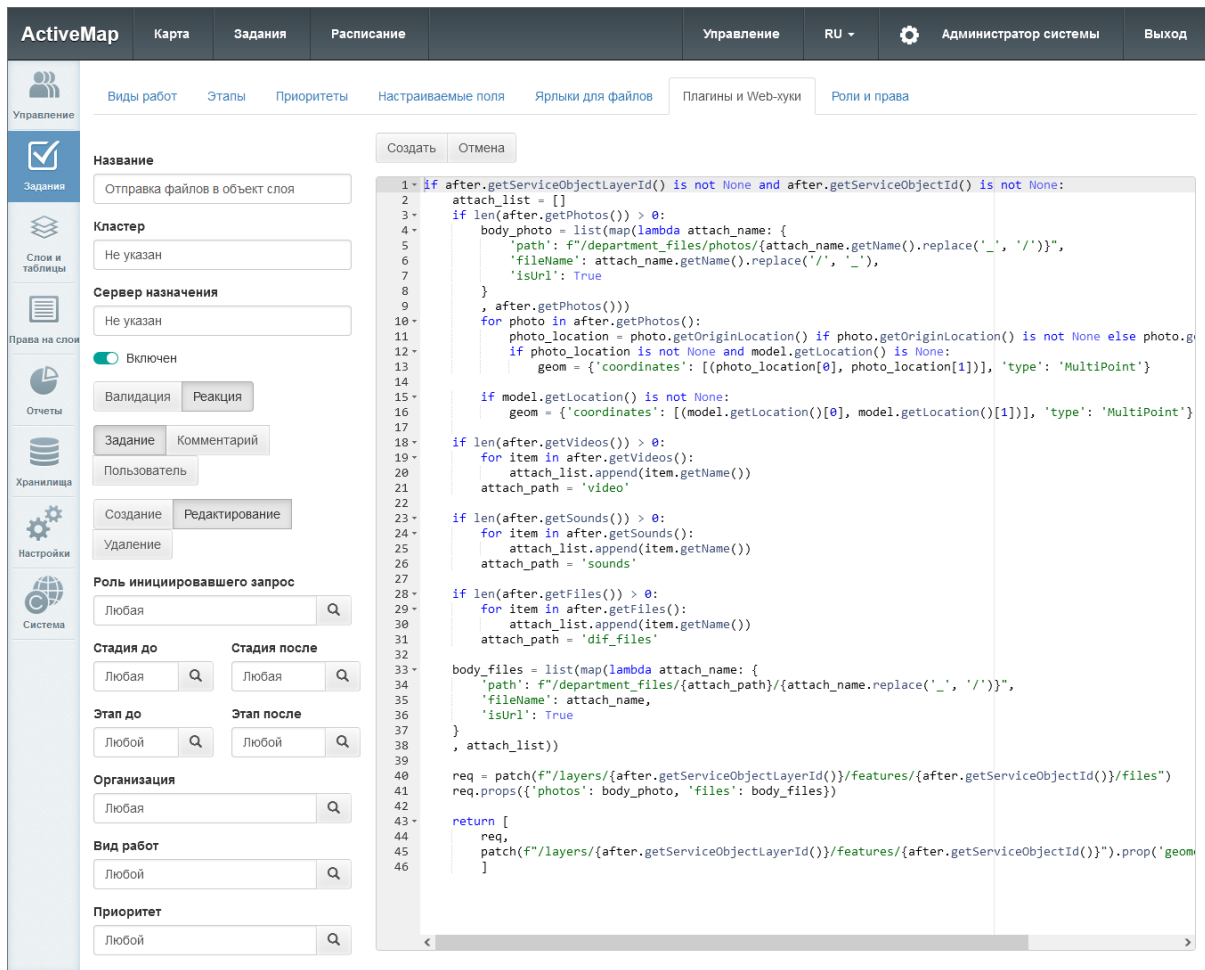 ActiveMap Карта Задания Расписание Управление RU Администратор системы Выход
Управление
Задания
Слои и
таблицы
Права на слои
Отчеты
Хранилища
Настройки
Система
Виды работ Этапы Приоритеты Настраиваемые поля Ярлыки для файлов Плагины и Web-хуки Роли и права
Название
Отправка файлов в объект слоя
Кластер
Не указан
Сервер назначения
Не указан
Включен
Валидация Реакция
Задание Комментарий
Пользователь
Создание Редактирование
Удаление
Роль инициировавшего запрос
Любая
Стадия до Стадия после
Любая Любая
Этап до Этап после
Любой Любой
Организация
Любая
Вид работ
Любой
Приоритет
Любой
Создать Отмена
1 if after.getServiceObjectLayerId() is not None and after.getServiceObjectId() is not None:
2 attach_list = []
3 if len(after.getPhotos()) > 0:
4 body_photo = list(map(lambda attach_name: {
5 'path': f"/department_files/photos/{attach_name.getName().replace('_', '/')}",
6 'fileName': attach_name.getName().replace('/', '_'),
7 'isUrl': True
8 }
9 , after.getPhotos()))
10 for photo in after.getPhotos():
11 photo_location = photo.getOriginLocation() if photo.getOriginLocation() is not None else photo.ge
12 if photo_location is not None and model.getLocation() is None:
13 geom = {'coordinates': [(photo_location[0], photo_location[1])], 'type': 'MultiPoint'}
14
15 if model.getLocation() is not None:
16 geom = {'coordinates': [(model.getLocation()[0], model.getLocation()[1])], 'type': 'MultiPoint'}
17
18 if len(after.getVideos()) > 0:
19 for item in after.getVideos():
20 attach_list.append(item.getName())
21 attach_path = 'video'
22
23 if len(after.getSounds()) > 0:
24 for item in after.getSounds():
25 attach_list.append(item.getName())
26 attach_path = 'sounds'
27
28 if len(after.getFiles()) > 0:
29 for item in after.getFiles():
30 attach_list.append(item.getName())
31 attach_path = 'dif_files'
32
33 body_files = list(map(lambda attach_name: {
34 'path': f"/department_files/{attach_path}/{attach_name.replace('_', '/')}",
35 'fileName': attach_name,
36 'isUrl': True
37 }
38 , attach_list))
39
40 req = patch(f"/layers/{after.getServiceObjectLayerId()}/features/{after.getServiceObjectId()}/files")
41 req.props({'photos': body_photo, 'files': body_files})
42
43 return [
44 req,
45 patch(f"/layers/{after.getServiceObjectLayerId()}/features/{after.getServiceObjectId()}").prop('geome
46 ]